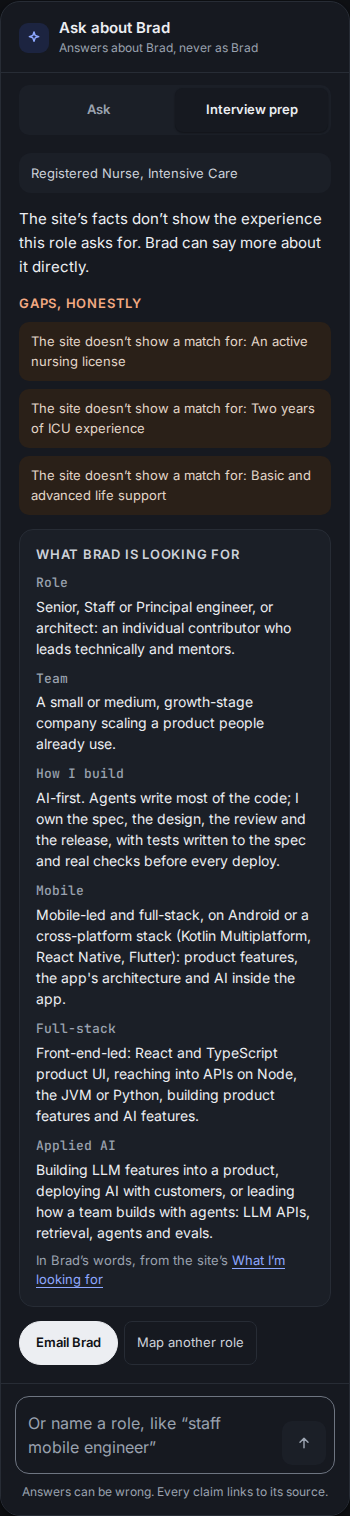 Ask about Brad
Answers about Brad, never as Brad
Ask
Interview prep
Registered Nurse, Intensive Care
The site’s facts don’t show the experience
this role asks for. Brad can say more about
it directly.
GAPS, HONESTLY
The site doesn’t show a match for: An active
nursing license
The site doesn’t show a match for: Two years
of ICU experience
The site doesn’t show a match for: Basic and
advanced life support
WHAT BRAD IS LOOKING FOR
Role
Senior, Staff or Principal engineer, or
architect: an individual contributor who
leads technically and mentors.
Team
A small or medium, growth-stage
company scaling a product people
already use.
How I build
AI-first. Agents write most of the code; I
own the spec, the design, the review and
the release, with tests written to the spec
and real checks before every deploy.
Mobile
Mobile-led and full-stack, on Android or a
cross-platform stack (Kotlin Multiplatform,
React Native, Flutter): product features,
the app's architecture and AI inside the
app.
Full-stack
Front-end-led: React and TypeScript
product UI, reaching into APIs on Node,
the JVM or Python, building product
features and AI features.
Applied AI
Building LLM features into a product,
deploying AI with customers, or leading
how a team builds with agents: LLM APIs,
retrieval, agents and evals.
In Brad’s words, from the site’s What I’m
looking for
Email Brad
Map another role
Or name a role, like “staff
mobile engineer”
Answers can be wrong. Every claim links to its source.